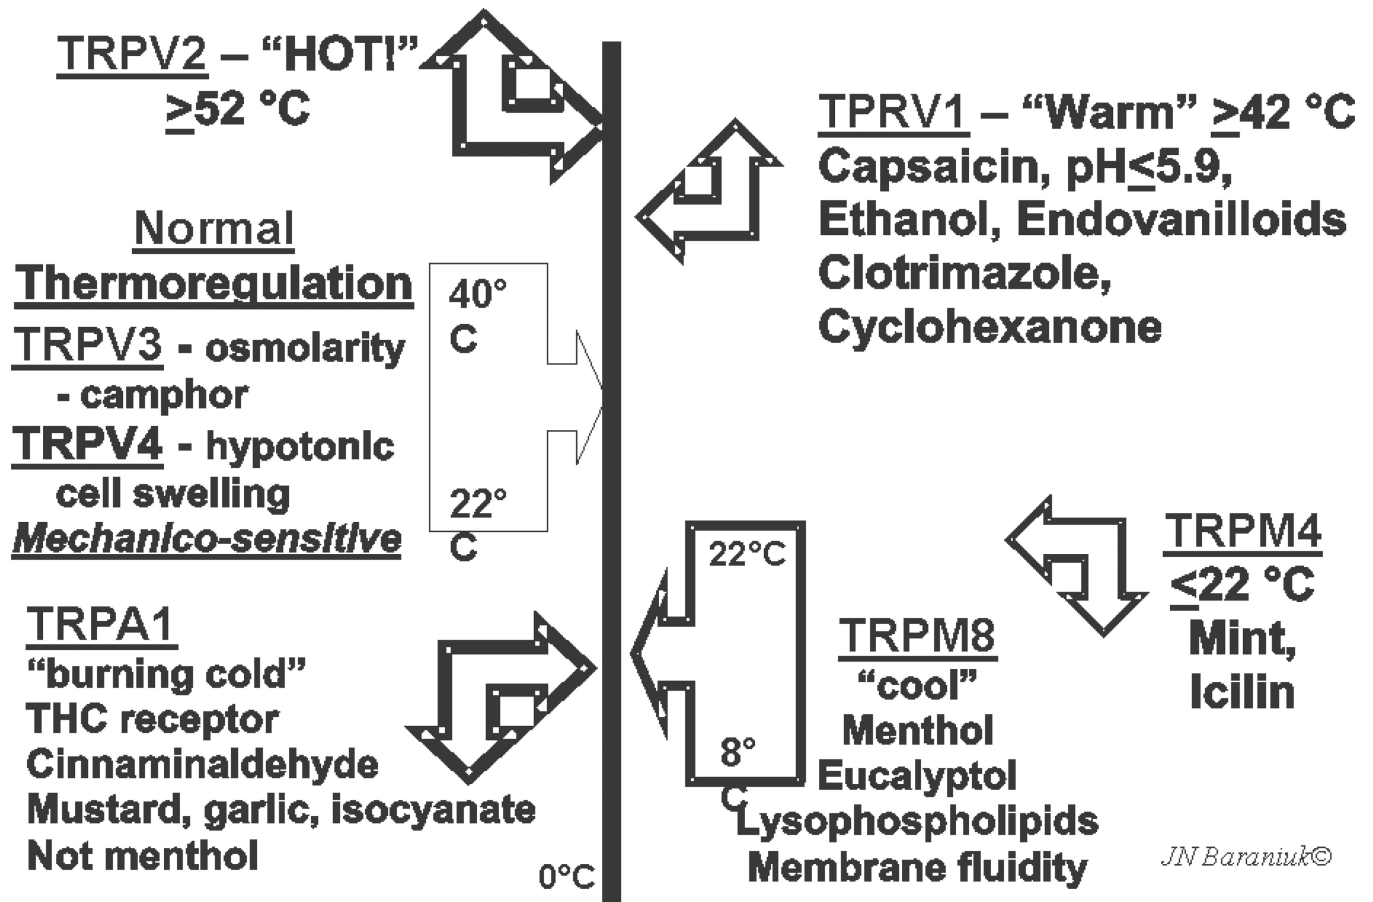 TRPV2 – “HOT!”
≥52 °C
TPRV1 – “Warm” ≥42 °C
Capsaicin, pH≤5.9,
Ethanol, Endovanilloids
Clotrimazole,
Cyclohexanone
Normal
Thermoregulation
TRPV3 - osmolarity
- camphor
TRPV4 - hypotonic
cell swelling
Mechanico-sensitive
40°
C
22°
C
TRPA1
“burning cold”
THC receptor
Cinnaminaldehyde
Mustard, garlic, isocyanate
Not menthol
0°C
22°C
8°
C
TRPM8
“cool”
Menthol
Eucalyptol
Lysophospholipids
Membrane fluidity
TRPM4
≤22 °C
Mint,
Icilin
JN Baraniuk©